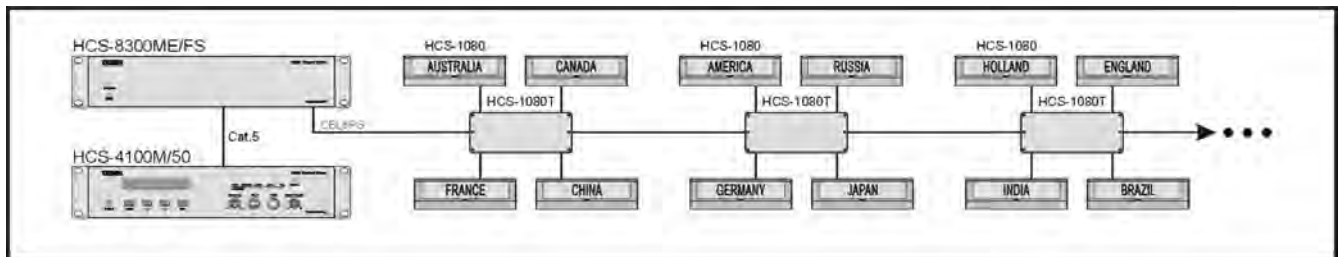 HCS-8300ME/FS
HCS-4100M/50
Cat.5
HCS-1080
AUSTRALIA
CANADA
HCS-1080T
FRANCE
CHINA
HCS-1080
AMERICA
RUSSIA
HCS-1080T
GERMANY
JAPAN
HCS-1080
HOLLAND
ENGLAND
HCS-1080T
INDIA
BRAZIL